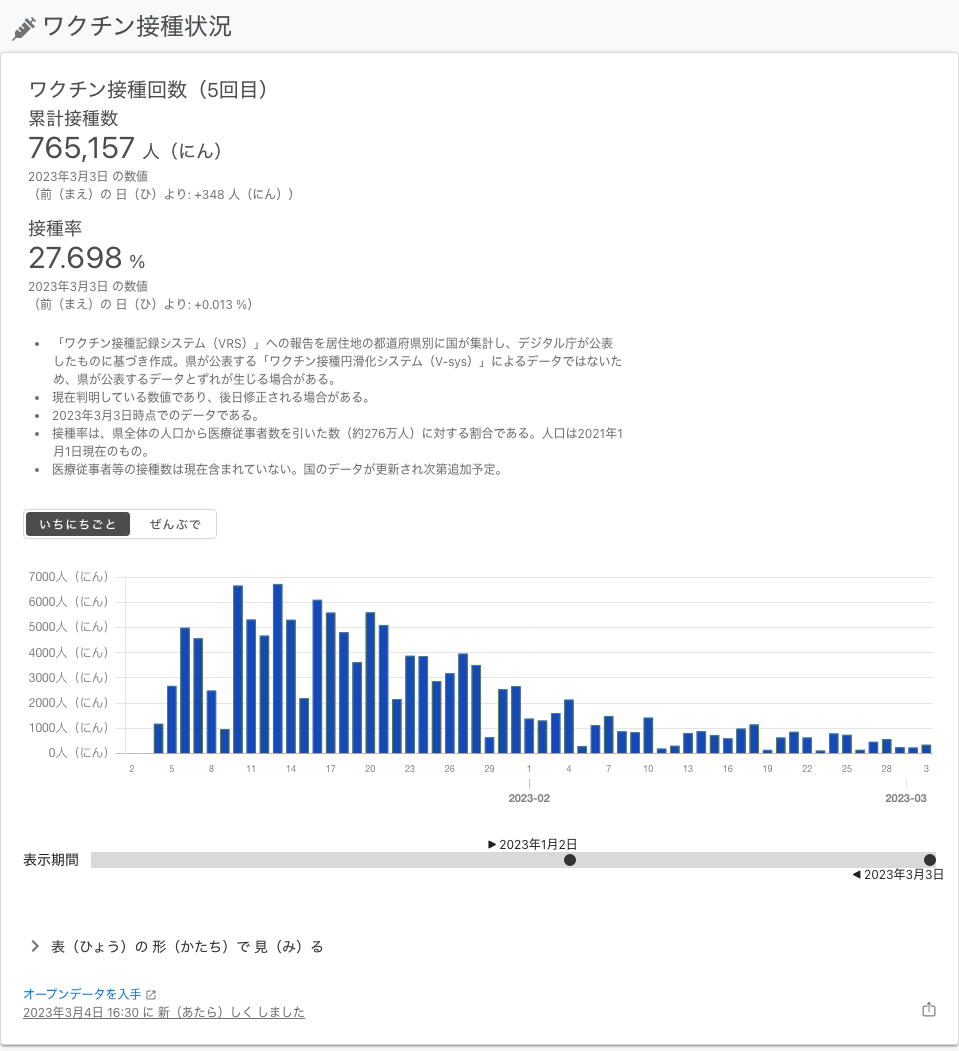 ワクチン接種状況
ワクチン接種回数（5回目）
累計接種数
765,157 人（にん）
2023年3月3日 の数値
（前（まえ）の 日（ひ）より: +348 人（にん））
接種率
27.698 %
2023年3月3日 の数値
（前（まえ）の 日（ひ）より: +0.013 %）
• 「ワクチン接種記録システム（VRS）」への報告を居住地の都道府県別に国が集計し、デジタル庁が公表
したものに基づき作成。県が公表する「ワクチン接種円滑化システム（V-sys）」によるデータではないた
め、県が公表するデータとずれが生じる場合がある。
• 現在判明している数値であり、後日修正される場合がある。
• 2023年3月3日時点でのデータである。
• 接種率は、県全体の人口から医療従事者数を引いた数（約276万人）に対する割合である。人口は2021年1
月1日現在のもの。
• 医療従事者等の接種数は現在含まれていない。国のデータが更新され次第追加予定。
いちにちごと ぜんぶで
7000人（にん）
6000人（にん）
5000人（にん）
4000人（にん）
3000人（にん）
2000人（にん）
1000人（にん）
0人（にん）
2 5 8 11 14 17 20 23 26 29 1 4 7 10 13 16 19 22 25 28 3
2023-02 2023-03
▶ 2023年1月2日
表示期間
◀ 2023年3月3日
表（ひょう）の 形（かたち）で 見（み）る
オープンデータを入手
2023年3月4日 16:30 に 新（あたら）しく しました